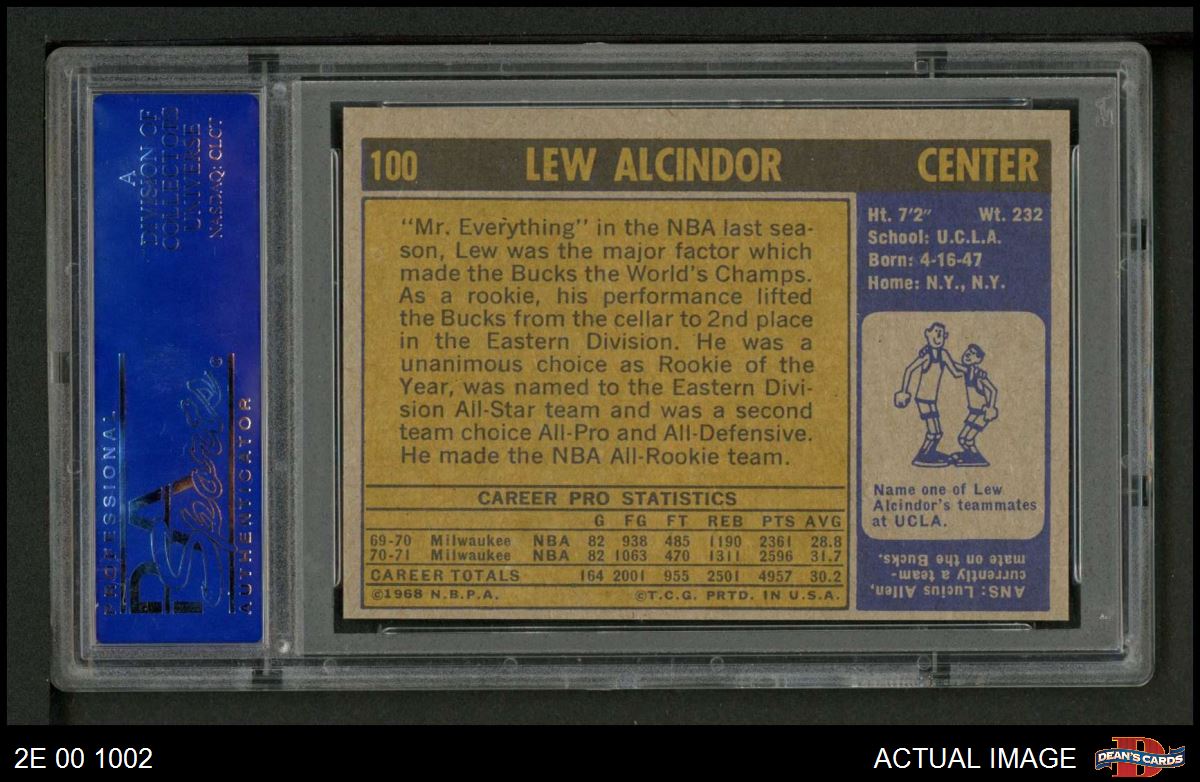 A
DIVISION OF
COLLECTORS
UNIVERSE
NASDAQ: CLCT
PROFESSIONAL
PSA
AUTHENTICATOR
100 LEW ALCINDOR CENTER
"Mr. Everything" in the NBA last sea-
son, Lew was the major factor which
made the Bucks the World's Champs.
As a rookie, his performance lifted
the Bucks from the cellar to 2nd place
in the Eastern Division. He was a
unanimous choice as Rookie of the
Year, was named to the Eastern Divi-
sion All-Star team and was a second
team choice All-Pro and All-Defensive.
He made the NBA All-Rookie team.
CAREER PRO STATISTICS
G FG FT REB PTS AVG
69-70 Milwaukee NBA 82 938 485 1190 2361 28.8
70-71 Milwaukee NBA 82 1063 470 1311 2596 31.7
CAREER TOTALS 164 2001 955 2501 4957 30.2
©1968 N.B.P.A. ©T.C.G. PRTD. IN U.S.A.
Ht. 7'2" Wt. 232
School: U.C.L.A.
Born: 4-16-47
Home: N.Y., N.Y.
Name one of Lew
Alcindor's teammates
at UCLA.
ANS: Lucius Allen,
currently a team-
mate on the Bucks.
2E 00 1002
ACTUAL IMAGE
DEAN'S CARDS